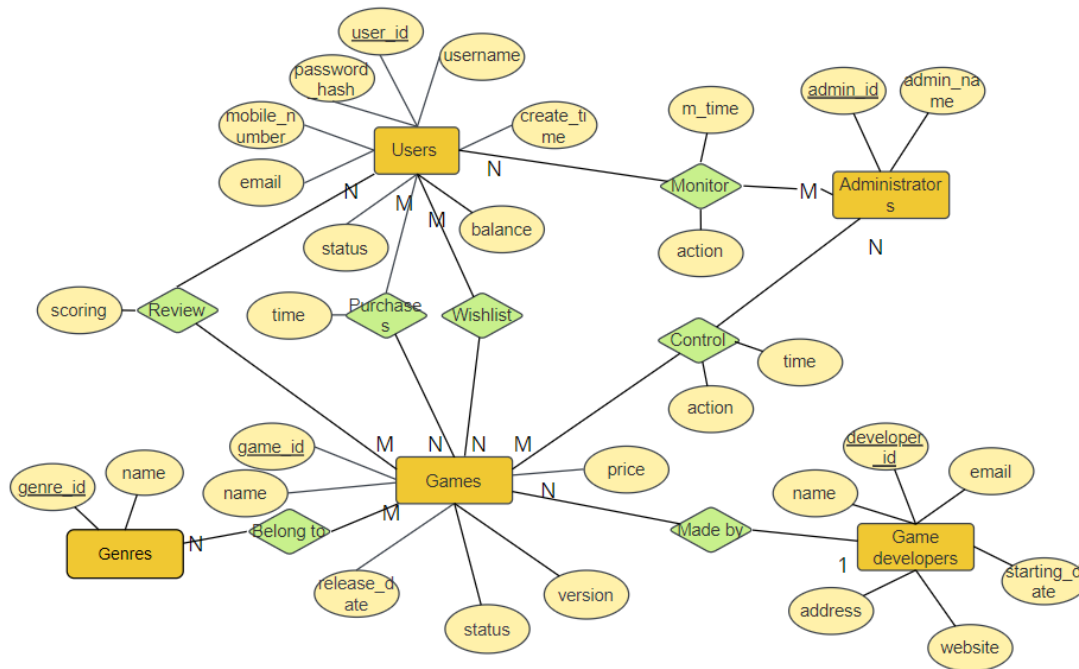 user_id
username
password
_hash
mobile_n
umber
create_ti
me
email
Users
N
N
M
M
status
balance
m_time
Monitor
M
action
admin_id
admin_na
me
Administrator
s
N
scoring
Review
time
Purchase
s
Wishlist
Control
time
action
M
N
N
M
game_id
name
Games
price
N
M
genre_id
name
Genres
N
Belong to
release_d
ate
status
version
Made by
1
developer
_id
name
email
Game
developers
starting_d
ate
address
website